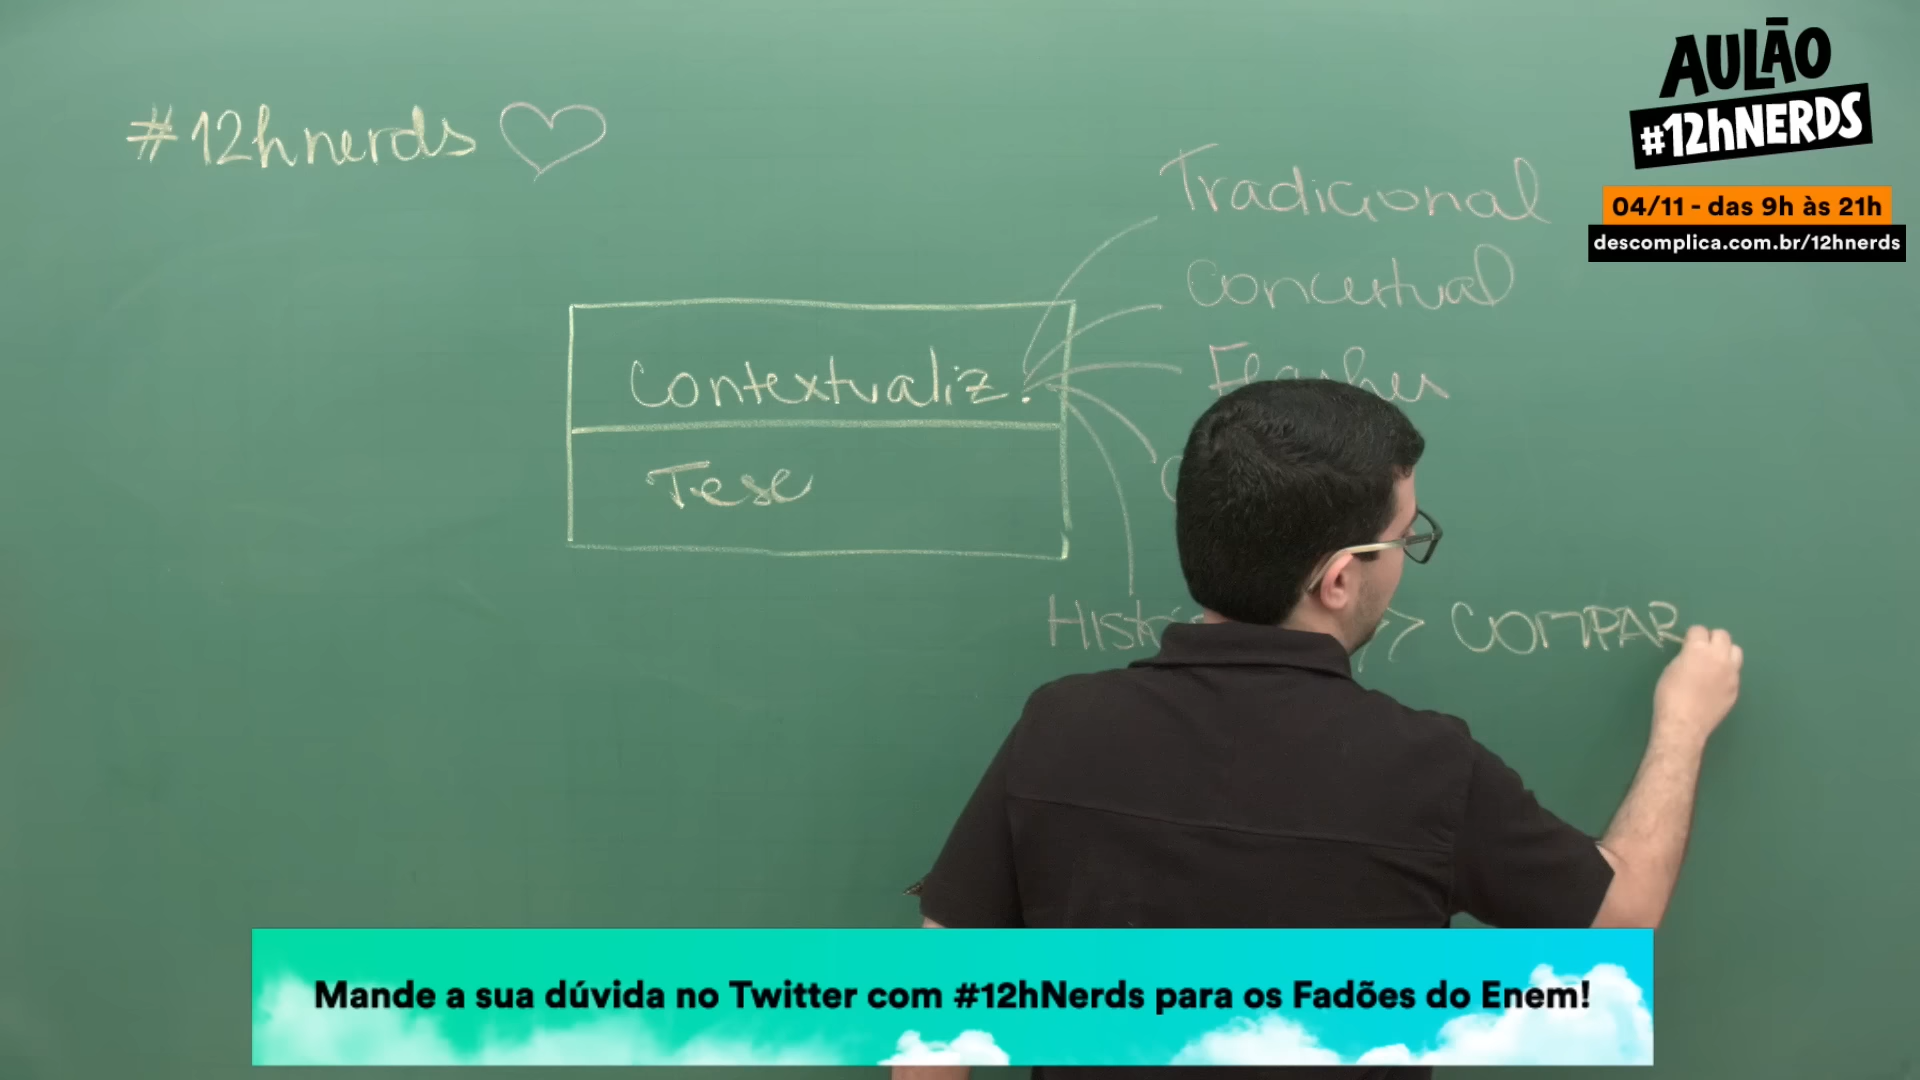 AULÃO
#12hNERDS
04/11 - das 9h às 21h
descomplica.com.br/12hnerds
#12hnerds
Tradicional
Conceitual
Contextualiz.
Tese
COMPAR
Mande a sua dúvida no Twitter com #12hNerds para os Fadões do Enem!